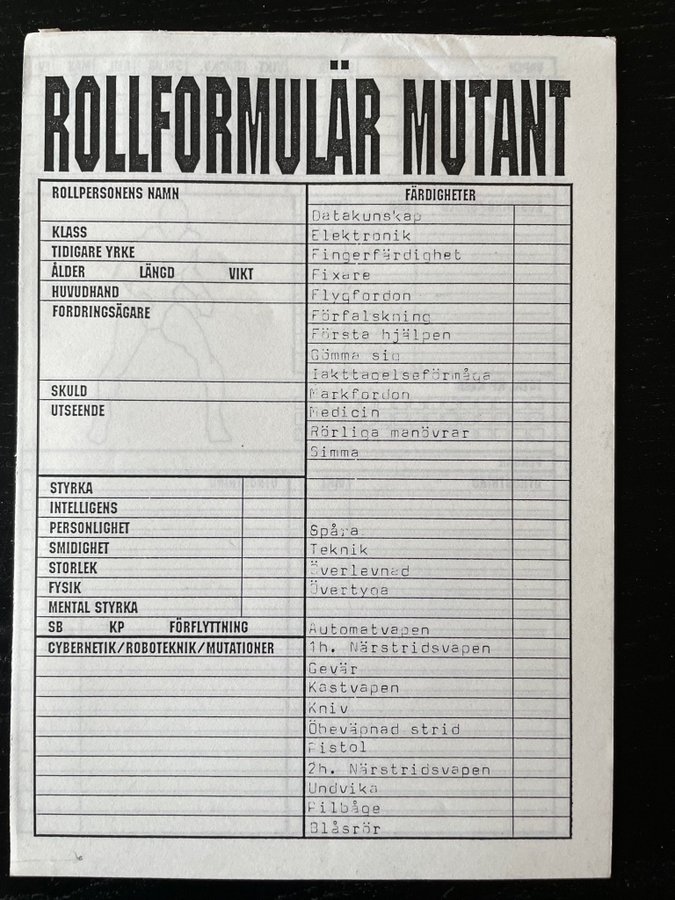 ROLLFORMULÄR MUTANT
ROLLPERSONENS NAMN
KLASS
TIDIGARE YRKE
ÅLDER LÄNGD VIKT
HUVUDHAND
FORDRINGSÄGARE
SKULD
UTSEENDE
STYRKA
INTELLIGENS
PERSONLIGHET
SMIDIGHET
STORLEK
FYSIK
MENTAL STYRKA
SB KP FÖRFLYTTNING
CYBERNETIK/ROBOTEKNIK/MUTATIONER
FÄRDIGHETER
Datakunskap
Elektronik
Fingerfärdighet
Fixare
Flygfordon
Förfalskning
Första hjälpen
Gömma sig
Iakttagelseförmåga
Markfordon
Medicin
Rörliga manövrar
Simma
Spåra
Teknik
Överlevnad
Övertyga
Automatvapen
1h. Närstridsvapen
Gevär
Kastvapen
Kniv
Obeväpnad strid
Pistol
2h. Närstridsvapen
Undvika
Pilbåge
Blåsrör